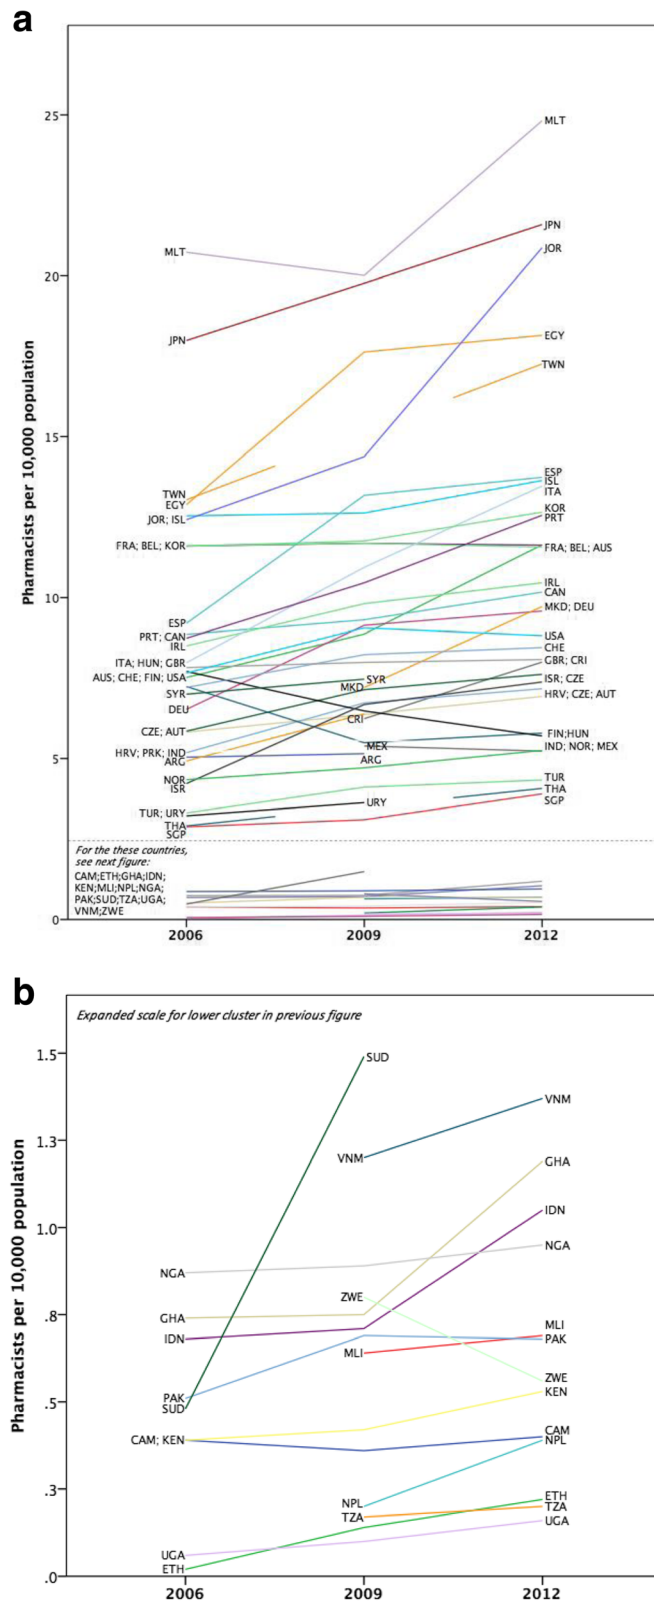 a
Pharmacists per 10,000 population
25
20
15
10
5
0
MLT
JPN
TWN
EGY
JOR; ISL
FRA; BEL; KOR
ESP
PRT; CAN
IRL
ITA; HUN; GBR
AUS; CHE; FIN; USA
SYR
DEU
CZE; AUT
HRV; PRK; IND
ARG
NOR
ISR
TUR; URY
THA
SGP
SYR
MKD
CRI
MEX
ARG
URY
MLT
JPN
JOR
EGY
TWN
ESP
ISL
ITA
KOR
PRT
FRA; BEL; AUS
IRL
CAN
MKD; DEU
USA
CHE
GBR; CRI
ISR; CZE
HRV; CZE; AUT
FIN;HUN
IND; NOR; MEX
TUR
THA
SGP
For the these countries,
see next figure:
CAM;ETH;GHA;IDN;
KEN;MLI;NPL;NGA;
PAK;SUD;TZA;UGA;
VNM;ZWE
2006 2009 2012
b
Expanded scale for lower cluster in previous figure
Pharmacists per 10,000 population
1.5
1.3
1.0
.8
.5
.3
.0
NGA
GHA
IDN
PAK
SUD
CAM; KEN
UGA
ETH
SUD
VNM
ZWE
MLI
NPL
TZA
VNM
GHA
IDN
NGA
MLI
PAK
ZWE
KEN
CAM
NPL
ETH
TZA
UGA
2006 2009 2012